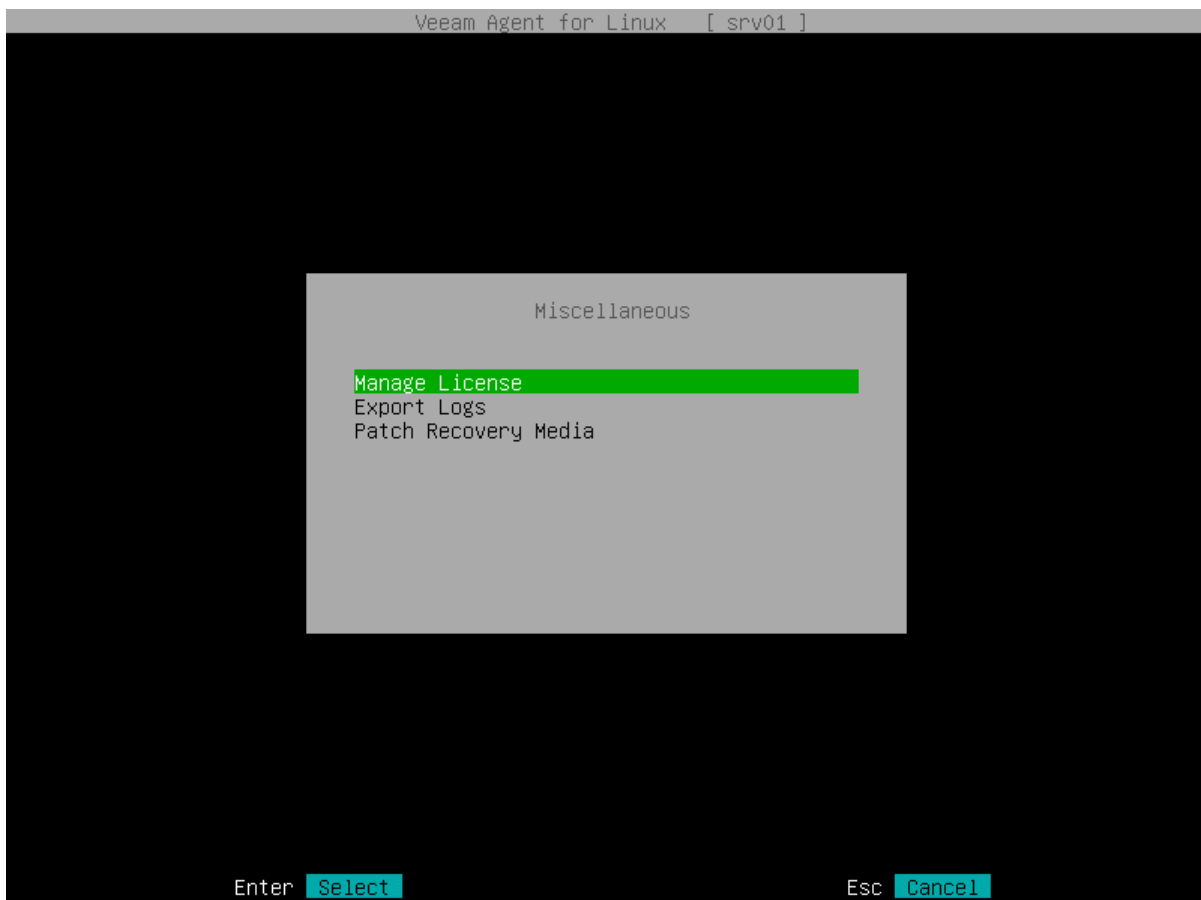 Veeam Agent for Linux [ srv01 ]
Miscellaneous
Manage License
Export Logs
Patch Recovery Media
Enter Select Esc Cancel